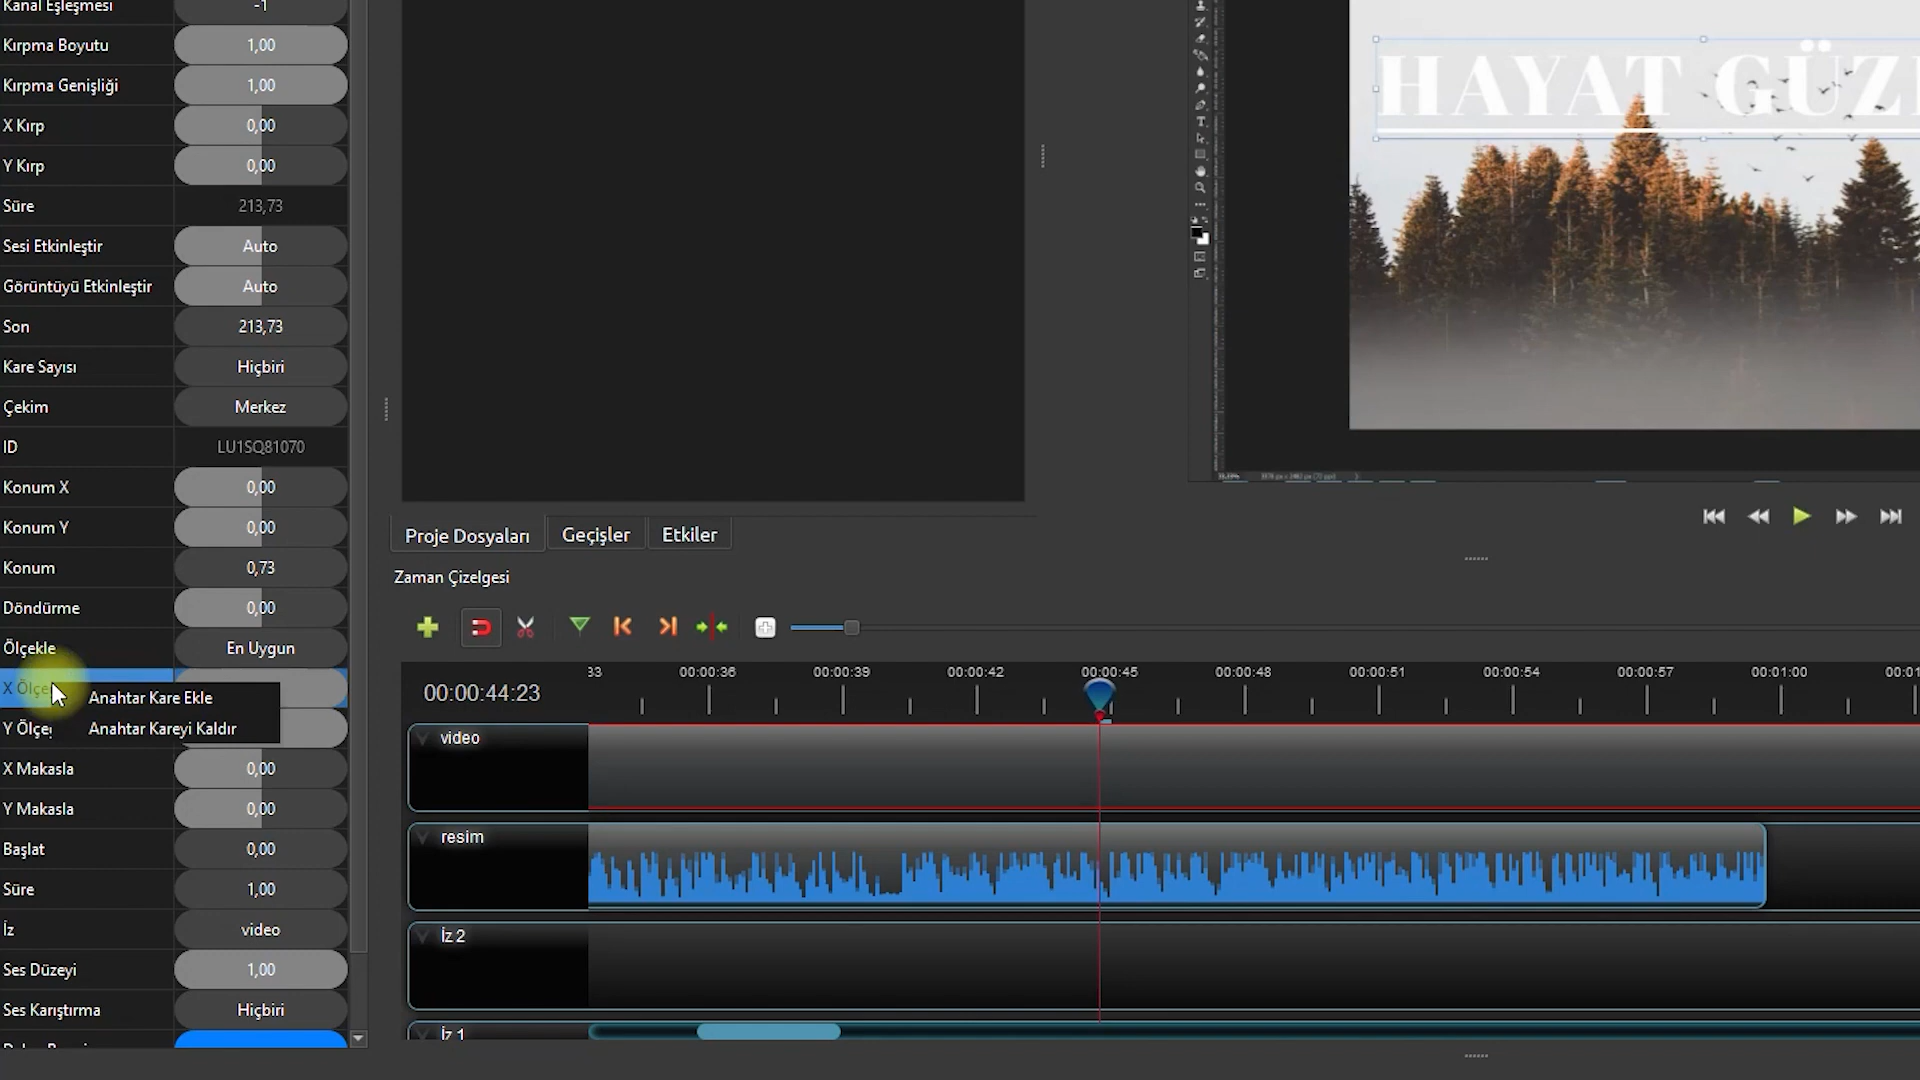 Kanal Eşleşmesi -1
Kırpma Boyutu 1,00
Kırpma Genişliği 1,00
X Kırp 0,00
Y Kırp 0,00
Süre 213,73
Sesi Etkinleştir Auto
Görüntüyü Etkinleştir Auto
Son 213,73
Kare Sayısı Hiçbiri
Çekim Merkez
ID LU1SQ81070
Konum X 0,00
Konum Y 0,00
Konum 0,73
Döndürme 0,00
Ölçekle En Uygun
X Ölçe
Anahtar Kare Ekle
Y Ölçe
Anahtar Kareyi Kaldır
X Makasla 0,00
Y Makasla 0,00
Başlat 0,00
Süre 1,00
İz video
Ses Düzeyi 1,00
Ses Karıştırma Hiçbiri
HAYAT GÜZ
Proje Dosyaları Geçişler Etkiler
Zaman Çizelgesi
00:00:44:23
33 00:00:36 00:00:39 00:00:42 00:00:45 00:00:48 00:00:51 00:00:54 00:00:57 00:01:00 00:01
video
resim
İz 2
İz 1